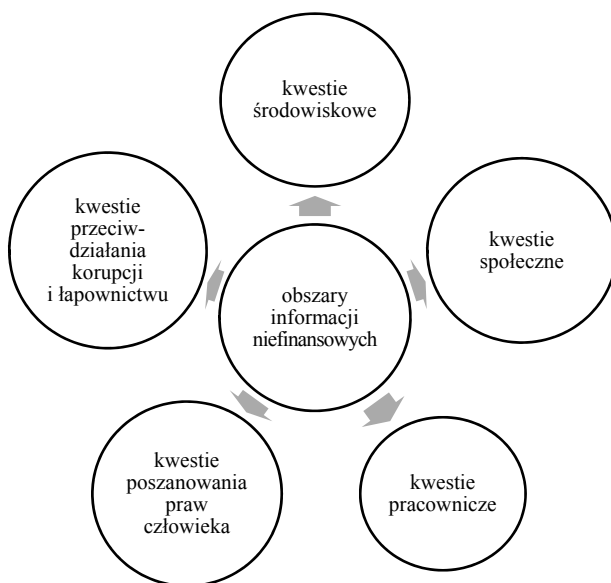 kwestie
środowiskowe
kwestie
przeciw-
działania
korupcji
i łapownictwu
kwestie
społeczne
obszary
informacji
niefinansowych
kwestie
poszanowania
praw
człowieka
kwestie
pracownicze